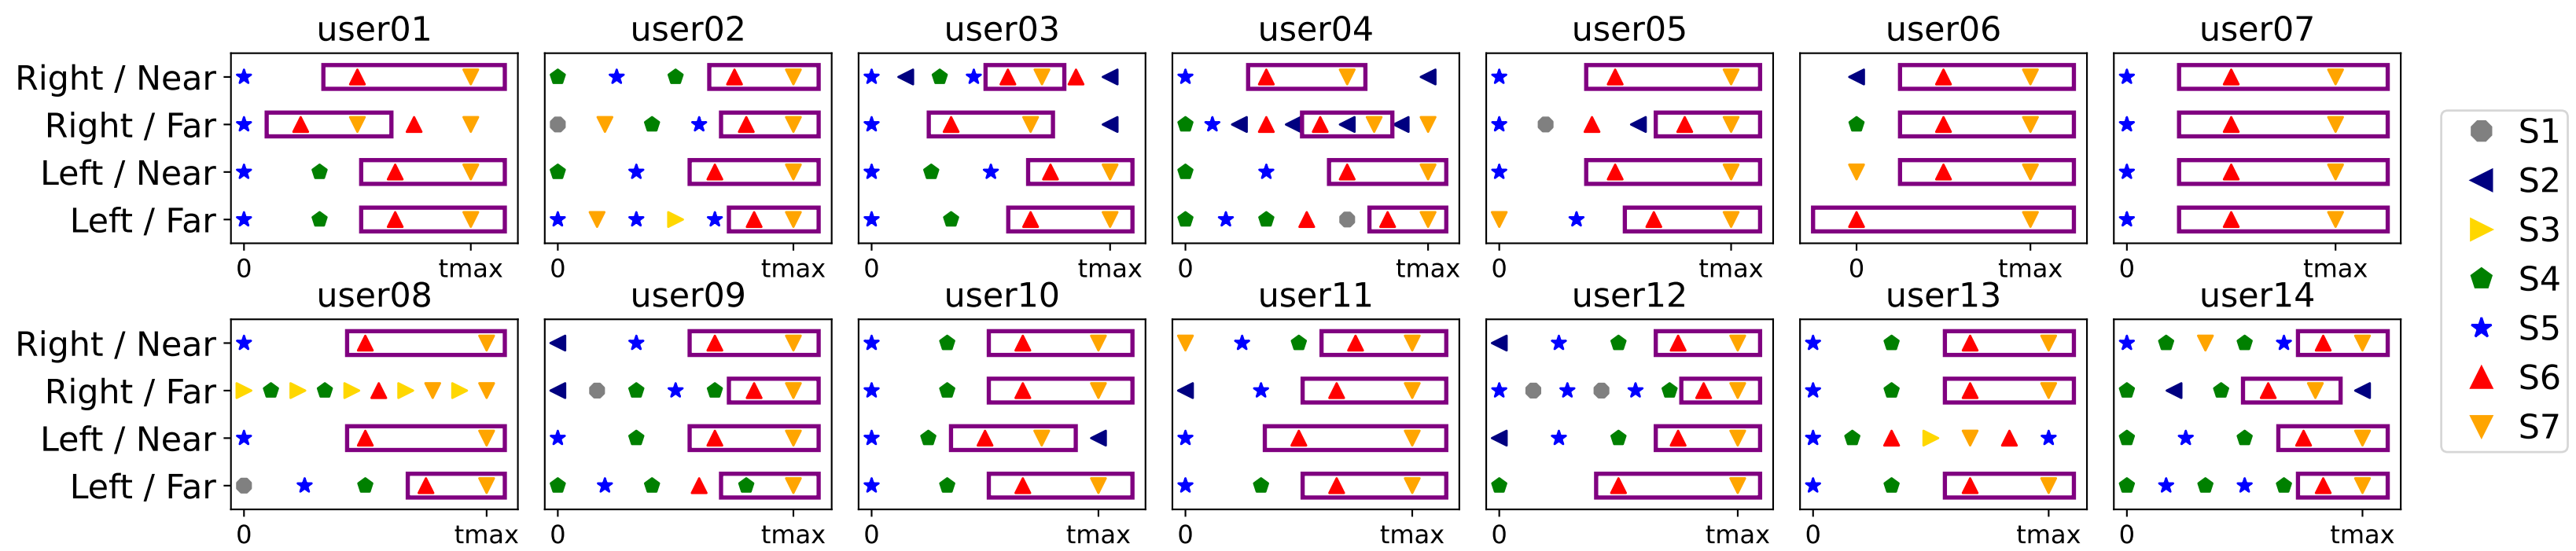 user01 user02 user03 user04 user05 user06 user07
Right / Near
Right / Far
Left / Near
Left / Far
0 tmax 0 tmax 0 tmax 0 tmax 0 tmax 0 tmax 0 tmax
user08 user09 user10 user11 user12 user13 user14
Right / Near
Right / Far
Left / Near
Left / Far
0 tmax 0 tmax 0 tmax 0 tmax 0 tmax 0 tmax 0 tmax
S1
S2
S3
S4
S5
S6
S7